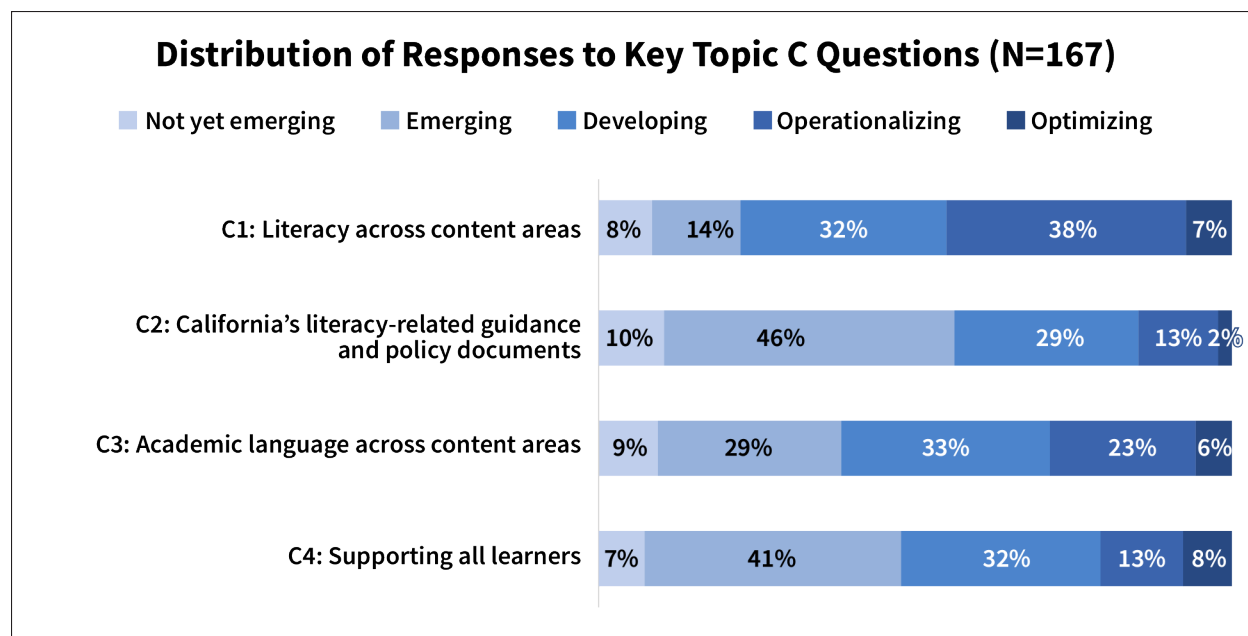 Distribution of Responses to Key Topic C Questions (N=167)
Not yet emerging Emerging Developing Operationalizing Optimizing
C1: Literacy across content areas 8% 14% 32% 38% 7%
C2: California’s literacy-related guidance
and policy documents 10% 46% 29% 13% 2%
C3: Academic language across content areas 9% 29% 33% 23% 6%
C4: Supporting all learners 7% 41% 32% 13% 8%